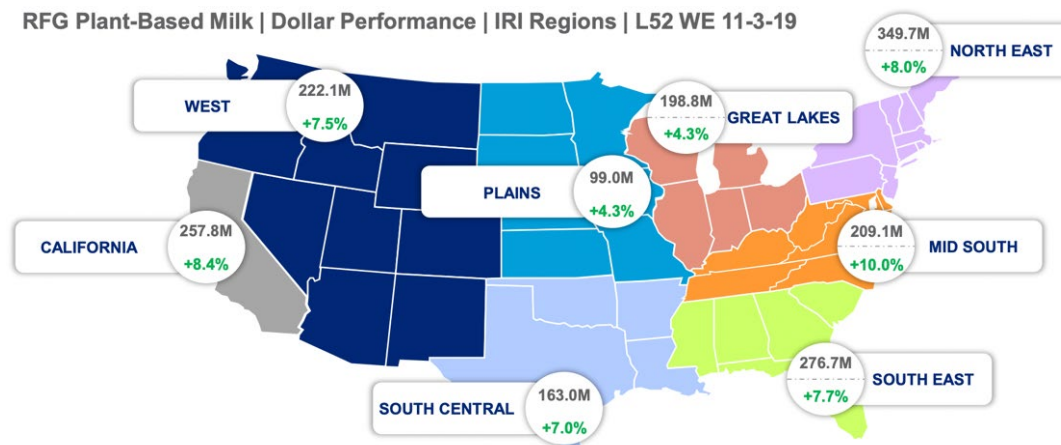 RFG Plant-Based Milk | Dollar Performance | IRI Regions | L52 WE 11-3-19
349.7M
NORTH EAST
+8.0%
222.1M
WEST
+7.5%
198.8M
GREAT LAKES
+4.3%
99.0M
PLAINS
+4.3%
257.8M
CALIFORNIA
+8.4%
209.1M
MID SOUTH
+10.0%
276.7M
SOUTH EAST
+7.7%
163.0M
SOUTH CENTRAL
+7.0%